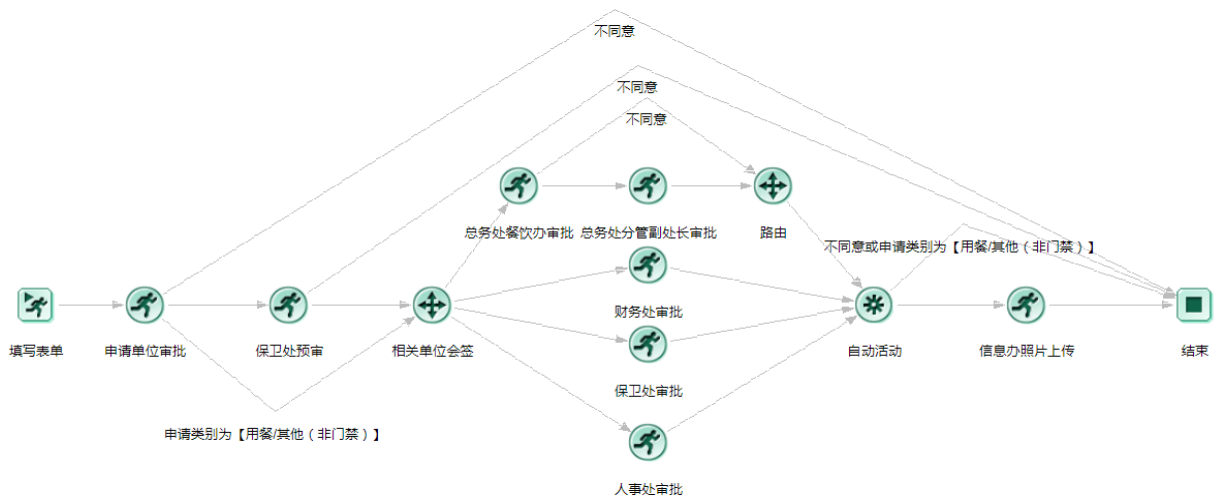 不同意
不同意
不同意
总务处餐饮办审批
总务处分管副处长审批
路由
不同意或申请类别为【用餐/其他（非门禁）】
财务处审批
填写表单
申请单位审批
保卫处预审
相关单位会签
自动活动
信息办照片上传
结束
保卫处审批
申请类别为【用餐/其他（非门禁）】
人事处审批